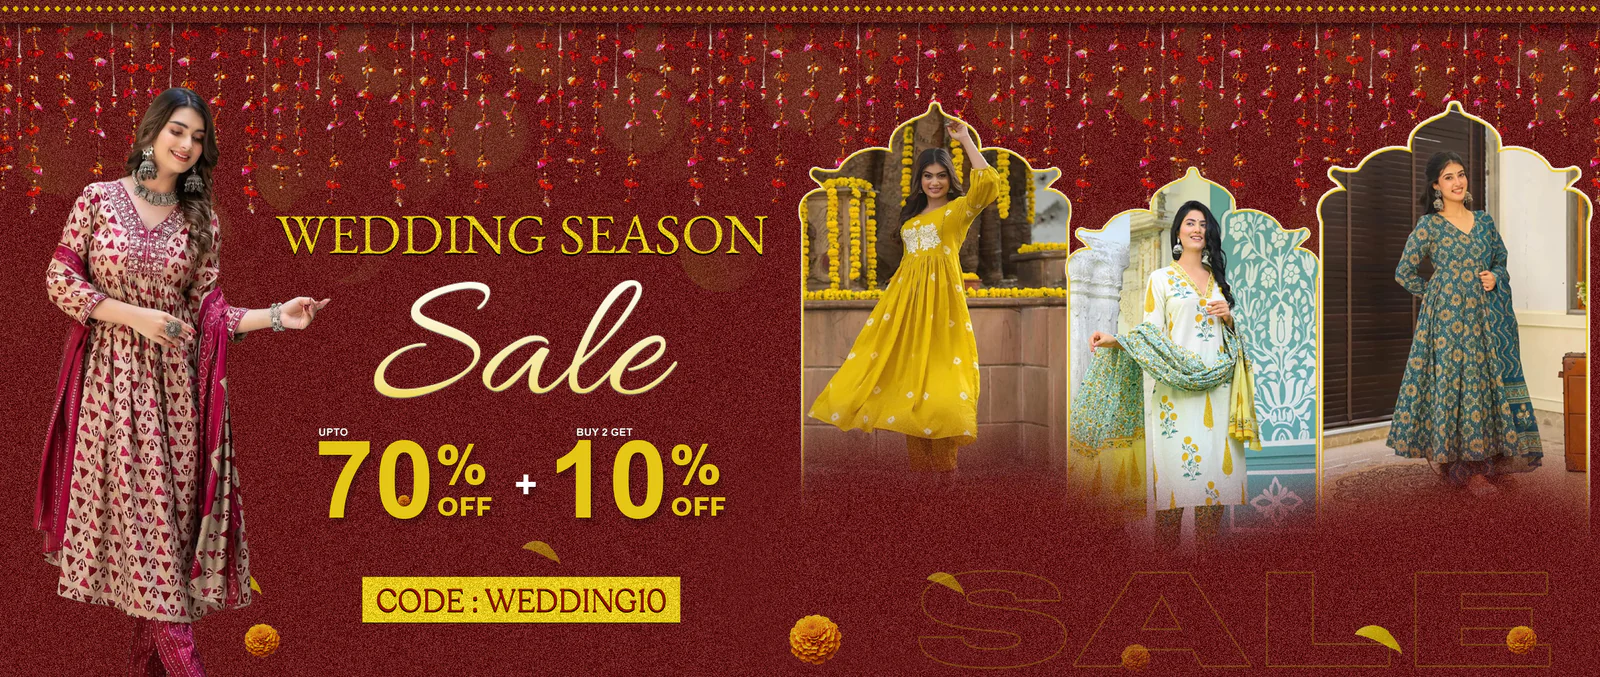 WEDDING SEASON
Sale
UPTO
70% OFF
+
BUY 2 GET
10% OFF
CODE : WEDDING10
SALE